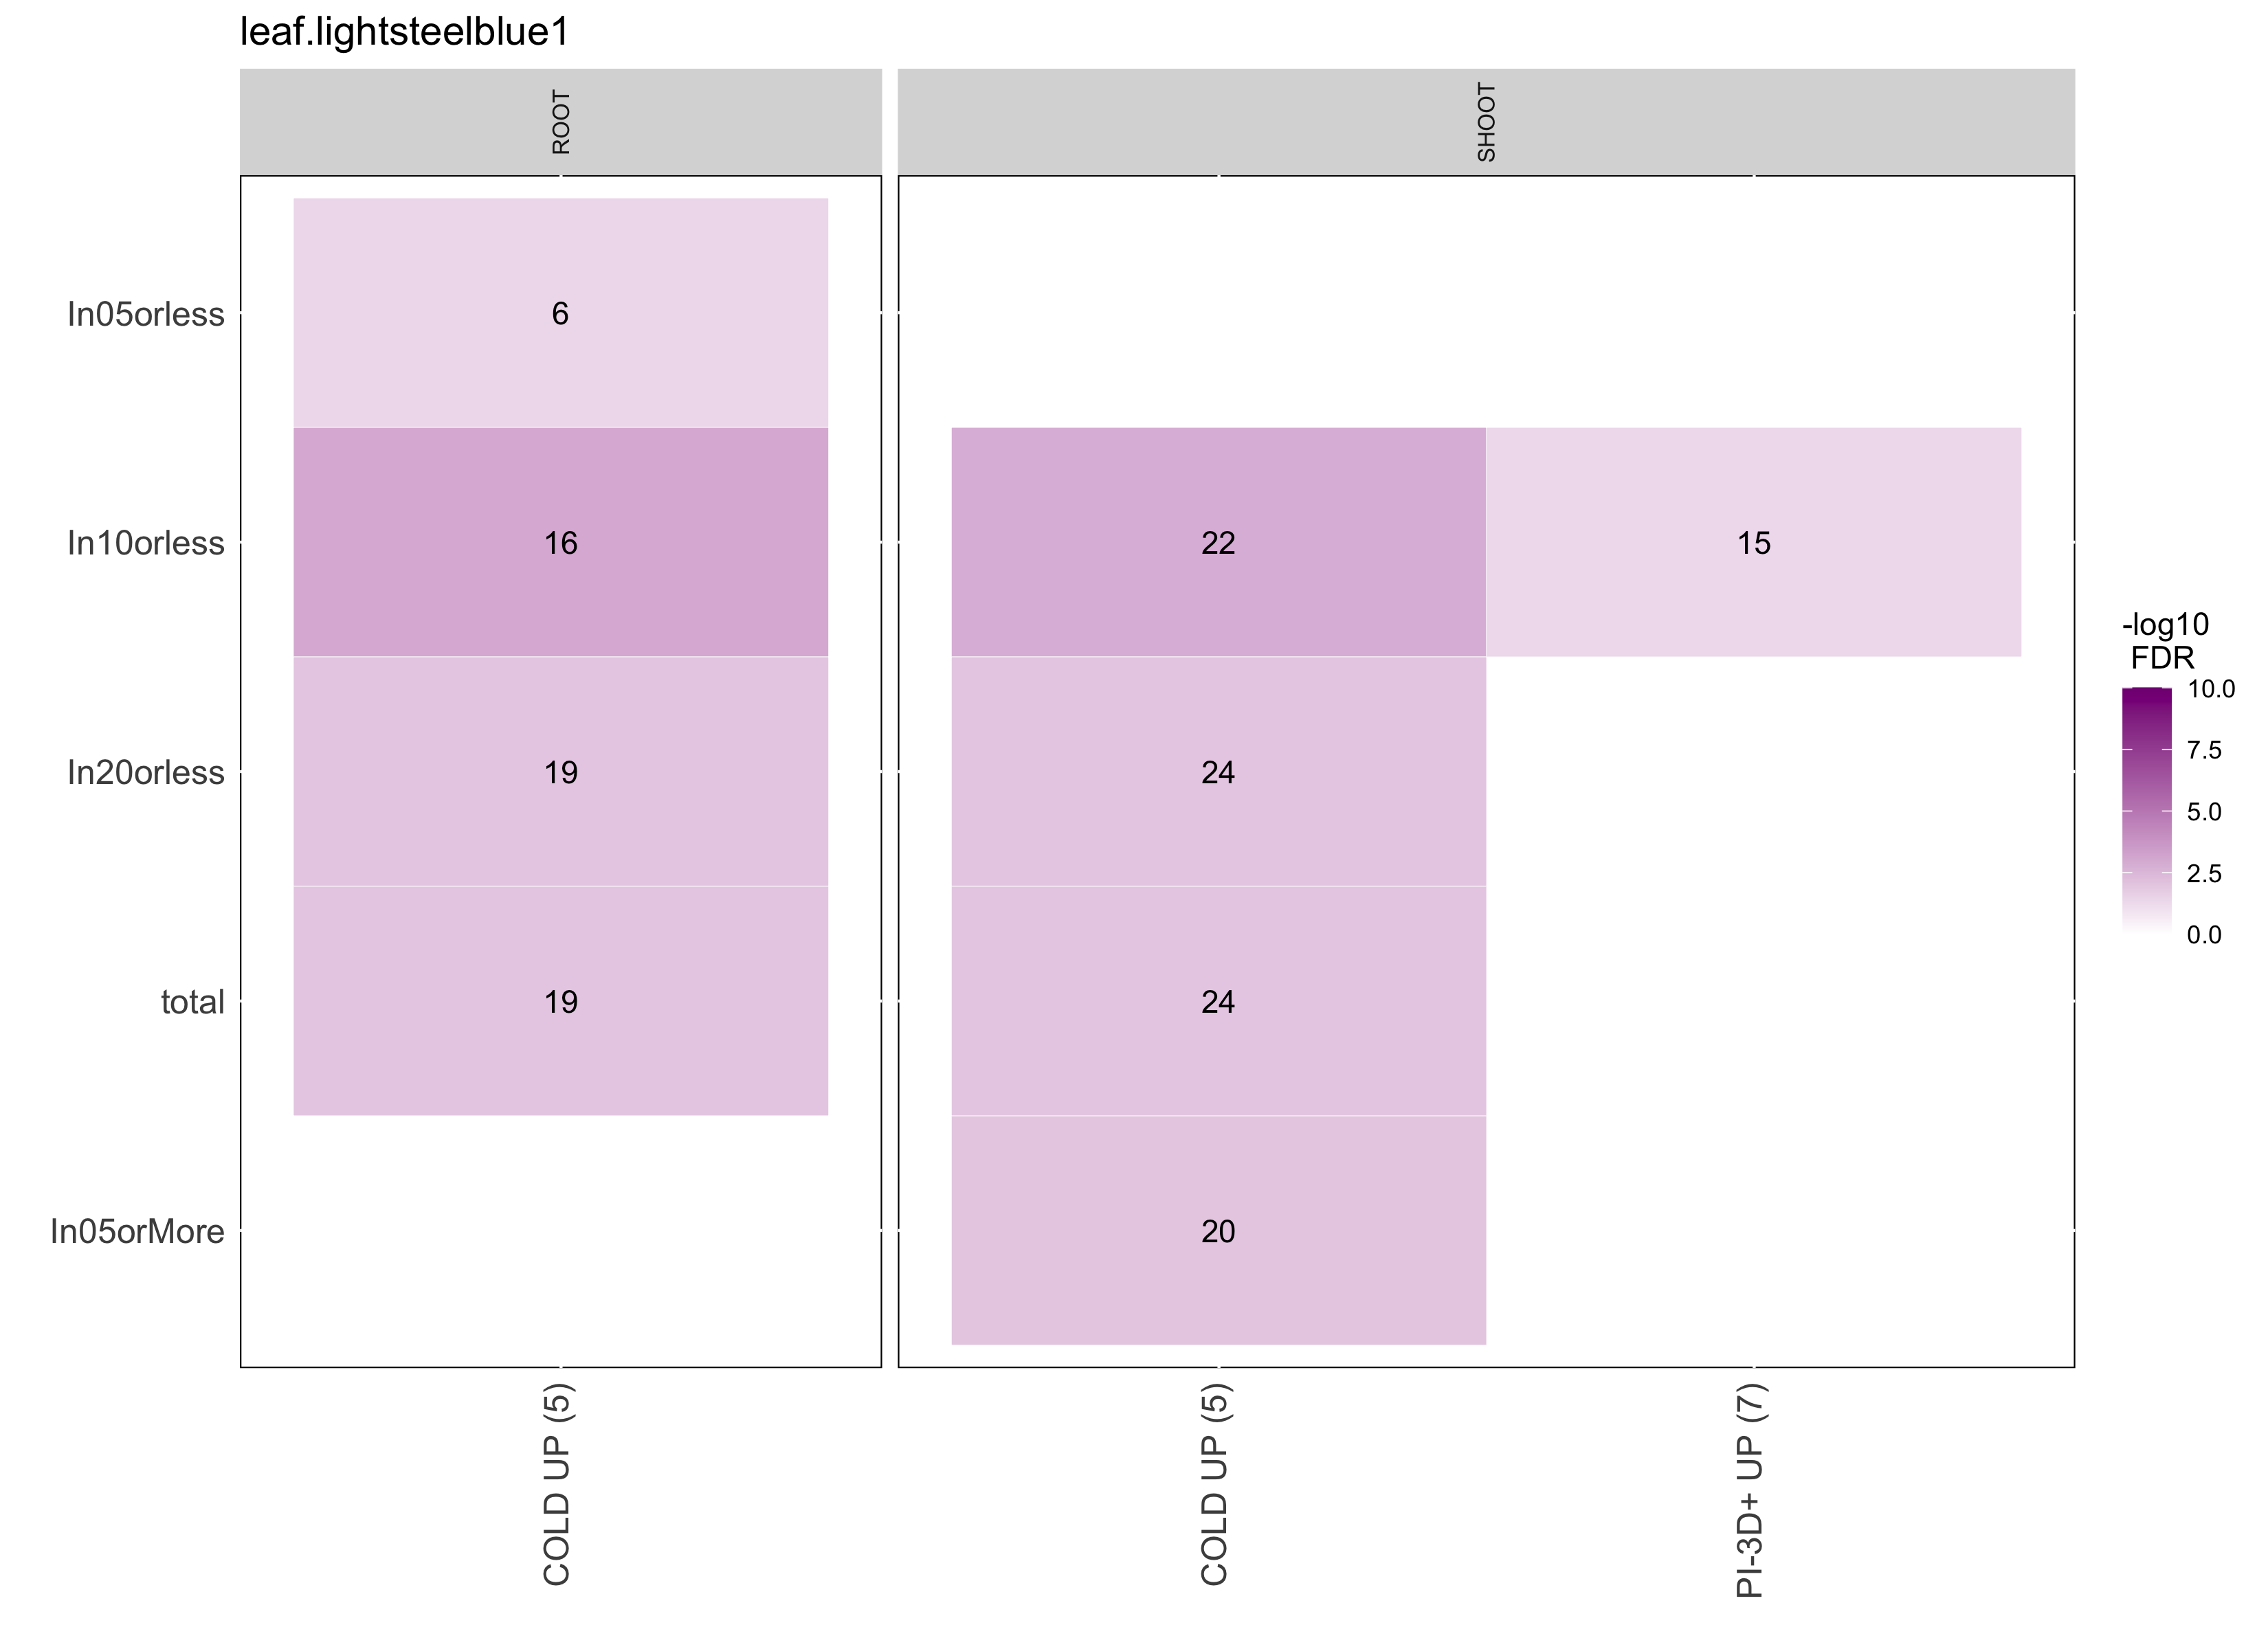 leaf.lightsteelblue1
ROOT
SHOOT
In05orless
6
In10orless
16
22
15
In20orless
19
24
total
19
24
In05orMore
20
COLD UP (5)
COLD UP (5)
PI-3D+ UP (7)
-log10
FDR
10.0
7.5
5.0
2.5
0.0